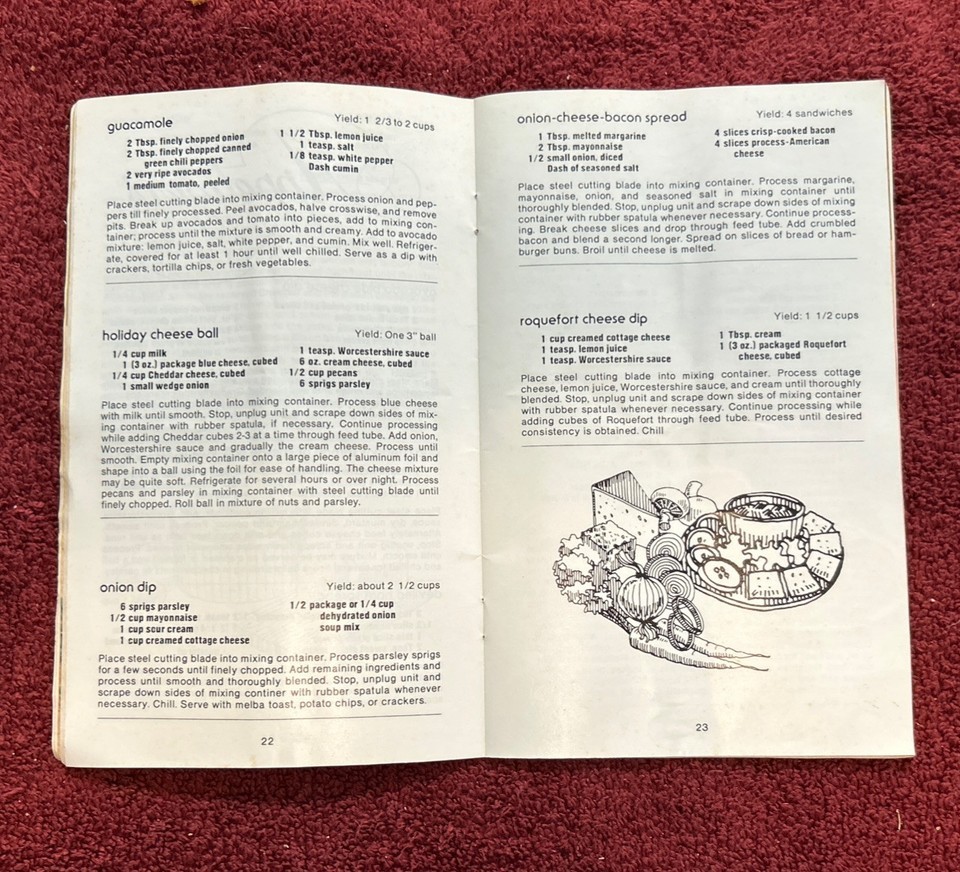 guacamole
Yield: 1 2/3 to 2 cups
2 Tbsp. finely chopped onion
2 Tbsp. finely chopped canned
green chili peppers
2 very ripe avocados
1 medium tomato, peeled
1 1/2 Tbsp. lemon juice
1 teasp. salt
1/8 teasp. white pepper
Dash cumin
Place steel cutting blade into mixing container. Process onion and pep-
pers till finely processed. Peel avocados, halve crosswise, and remove
pits. Break up avocados and tomato into pieces, add to mixing con-
tainer; process until the mixture is smooth and creamy. Add to avocado
mixture: lemon juice, salt, white pepper, and cumin. Mix well. Refriger-
ate, covered for at least 1 hour until well chilled. Serve as a dip with
crackers, tortilla chips, or fresh vegetables.
holiday cheese ball
Yield: One 3" ball
1/4 cup milk
1 (3 oz.) package blue cheese, cubed
1/4 cup Cheddar cheese, cubed
1 small wedge onion
1 teasp. Worcestershire sauce
6 oz. cream cheese, cubed
1/2 cup pecans
6 sprigs parsley
Place steel cutting blade into mixing container. Process blue cheese
with milk until smooth. Stop, unplug unit and scrape down sides of mix-
ing container with rubber spatula, if necessary. Continue processing
while adding Cheddar cubes 2-3 at a time through feed tube. Add onion,
Worcestershire sauce and gradually the cream cheese. Process until
smooth. Empty mixing container onto a large piece of aluminum foil and
shape into a ball using the foil for ease of handling. The cheese mixture
may be quite soft. Refrigerate for several hours or over night. Process
pecans and parsley in mixing container with steel cutting blade until
finely chopped. Roll ball in mixture of nuts and parsley.
onion dip
Yield: about 2 1/2 cups
6 sprigs parsley
1/2 cup mayonnaise
1 cup sour cream
1 cup creamed cottage cheese
1/2 package or 1/4 cup
dehydrated onion
soup mix
Place steel cutting blade into mixing container. Process parsley sprigs
for a few seconds until finely chopped. Add remaining ingredients and
process until smooth and thoroughly blended. Stop, unplug unit and
scrape down sides of mixing continer with rubber spatula whenever
necessary. Chill. Serve with melba toast, potato chips, or crackers.
22
onion-cheese-bacon spread
Yield: 4 sandwiches
1 Tbsp. melted margarine
2 Tbsp. mayonnaise
1/2 small onion, diced
Dash of seasoned salt
4 slices crisp-cooked bacon
4 slices process-American
cheese
Place steel cutting blade into mixing container. Process margarine,
mayonnaise, onion, and seasoned salt in mixing container until
thoroughly blended. Stop, unplug unit and scrape down sides of mixing
container with rubber spatula whenever necessary. Continue process-
ing. Break cheese slices and drop through feed tube. Add crumbled
bacon and blend a second longer. Spread on slices of bread or ham-
burger buns. Broil until cheese is melted.
roquefort cheese dip
Yield: 1 1/2 cups
1 cup creamed cottage cheese
1 teasp. lemon juice
1 teasp. Worcestershire sauce
1 Tbsp. cream
1 (3 oz.) packaged Roquefort
cheese, cubed
Place steel cutting blade into mixing container. Process cottage
cheese, lemon juice, Worcestershire sauce, and cream until thoroughly
blended. Stop, unplug unit and scrape down sides of mixing container
with rubber spatula whenever necessary. Continue processing while
adding cubes of Roquefort through feed tube. Process until desired
consistency is obtained. Chill
23